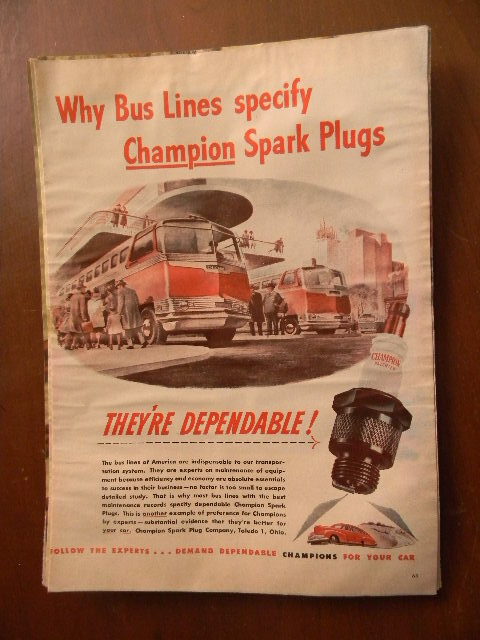 Why Bus Lines specify
Champion Spark Plugs
CHAMPION
THEY'RE DEPENDABLE!
The bus lines of America are indispensable to our transpor-
tation system. They are experts on maintenance of equip-
ment because efficiency and economy are absolute essentials
to success in their business—no factor is too small to escape
detailed study. That is why most bus lines with the best
maintenance records specify dependable Champion Spark
Plugs. This is another example of preference for Champions
by experts—substantial evidence that they're better for
your car. Champion Spark Plug Company, Toledo 1, Ohio.
FOLLOW THE EXPERTS . . . DEMAND DEPENDABLE CHAMPIONS FOR YOUR CAR